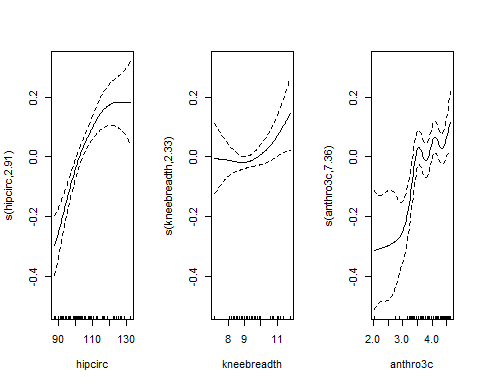 s(hipcirc,2.91)
-0.4 -0.2 0.0 0.2
90 110 130
hipcirc
s(kneebreadth,2.33)
-0.4 -0.2 0.0 0.2
8 9 11
kneebreadth
s(anthro3c,7.36)
-0.4 -0.2 0.0 0.2
2.0 3.0 4.0
anthro3c